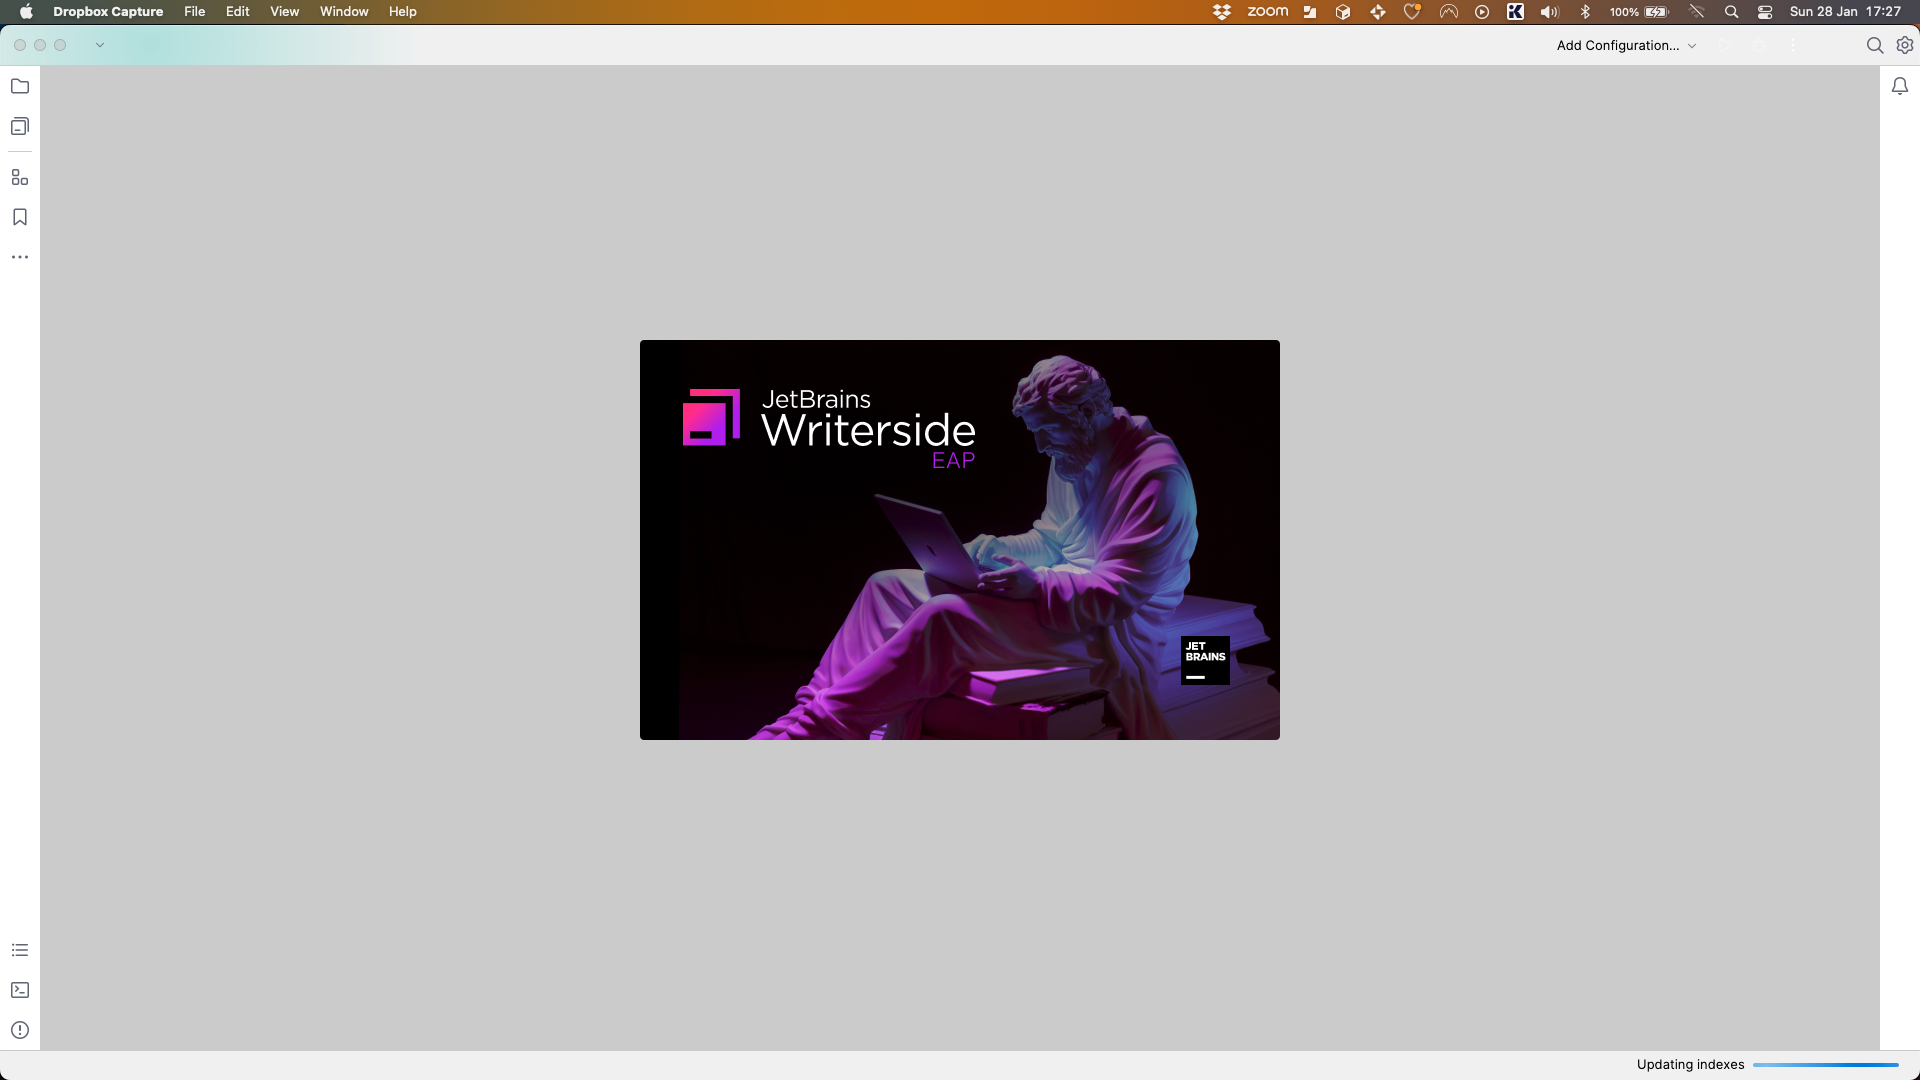 Dropbox Capture File Edit View Window Help zoom 100% Sun 28 Jan 17:27
Add Configuration...
JetBrains
Writerside
EAP
JET
BRAINS
Updating indexes